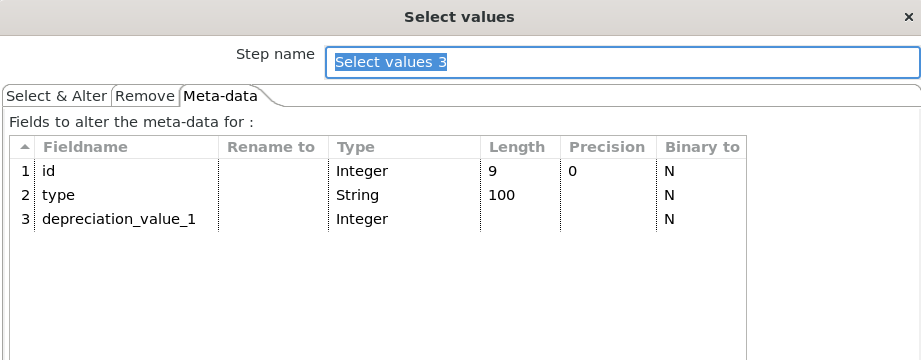 Select values ×
Step name Select values 3
Select & Alter Remove Meta-data
Fields to alter the meta-data for :
Fieldname Rename to Type Length Precision Binary to
1 id Integer 9 0 N
2 type String 100 N
3 depreciation_value_1 Integer N